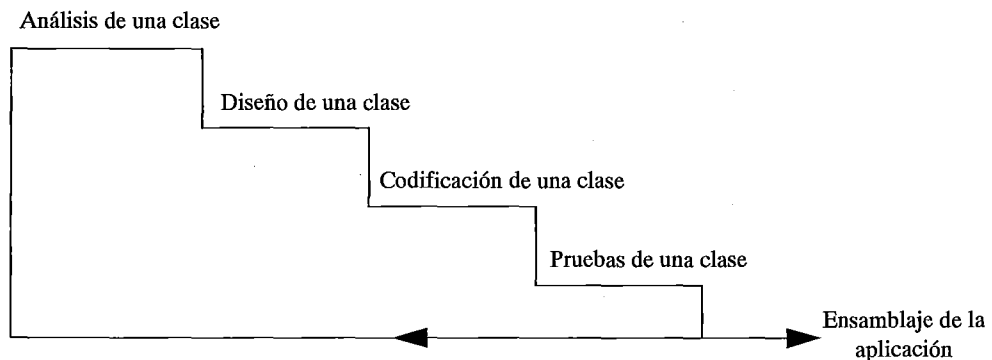 Análisis de una clase
Diseño de una clase
Codificación de una clase
Pruebas de una clase
Ensamblaje de la
aplicación